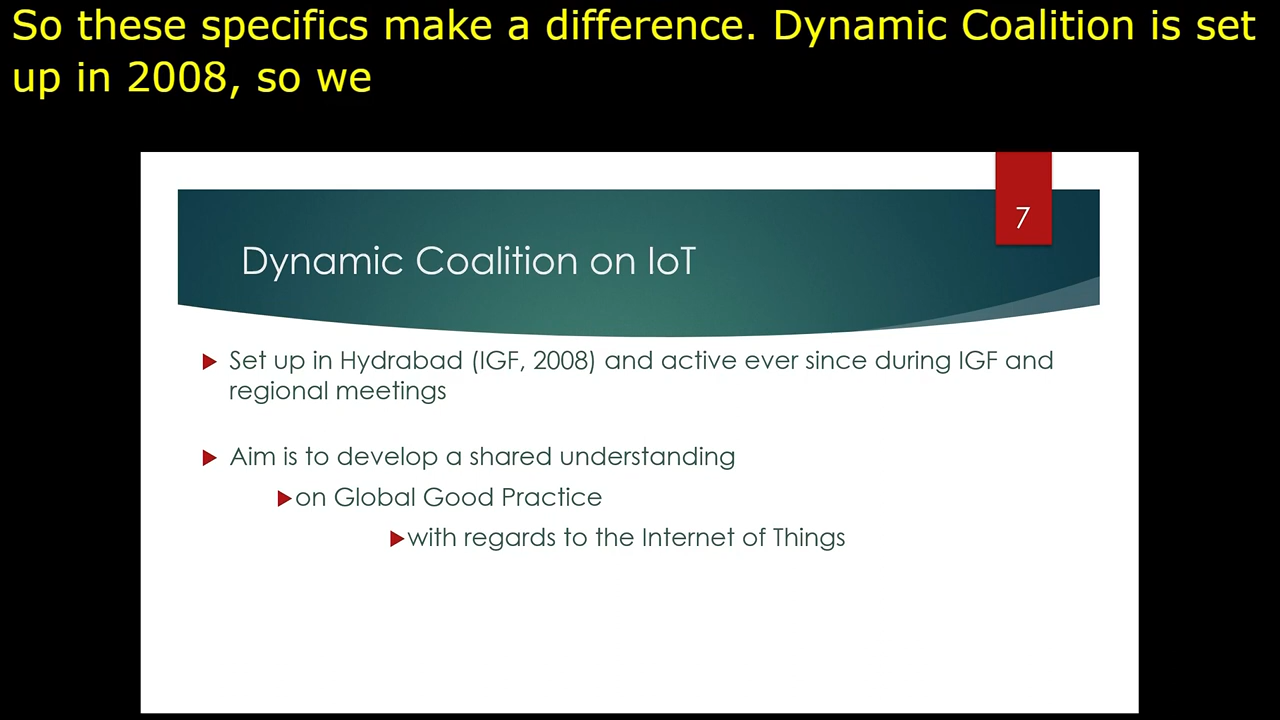 So these specifics make a difference. Dynamic Coalition is set
up in 2008, so we
7
Dynamic Coalition on IoT
Set up in Hydrabad (IGF, 2008) and active ever since during IGF and
regional meetings
Aim is to develop a shared understanding
on Global Good Practice
with regards to the Internet of Things